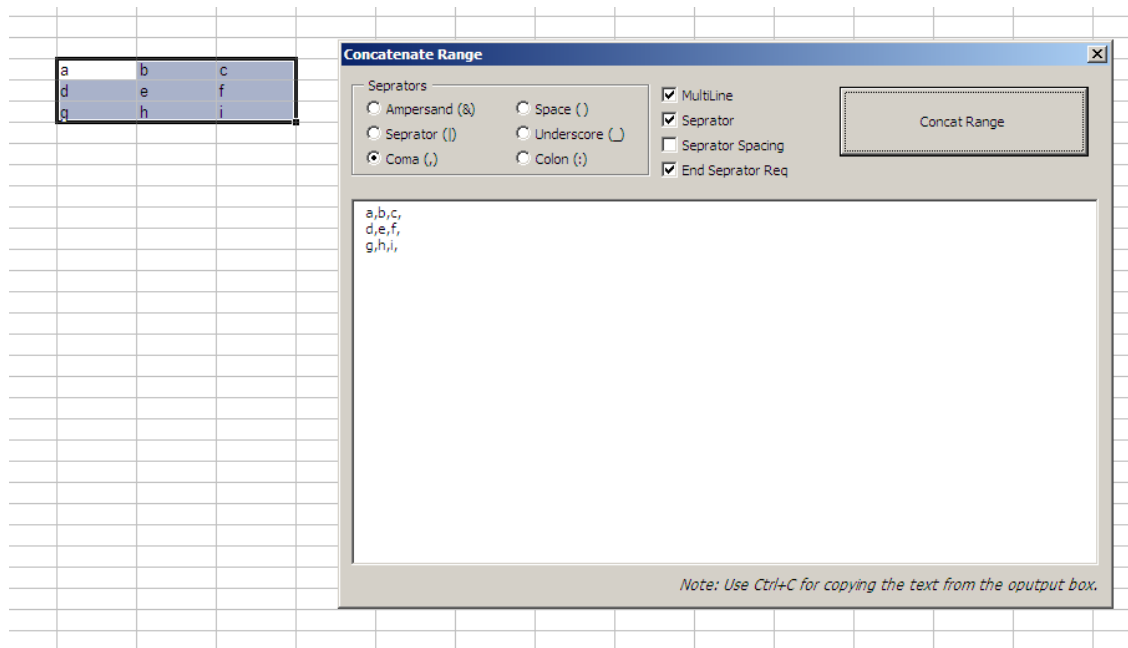 Concatenate Range
a b c
d e f
g h i
Seprators
Ampersand (&) Space ( )
Seprator (|) Underscore (_)
Coma (,) Colon (:)
MultiLine
Seprator
Seprator Spacing
End Seprator Req
Concat Range
a,b,c,
d,e,f,
g,h,i,
Note: Use Ctrl+C for copying the text from the oputput box.